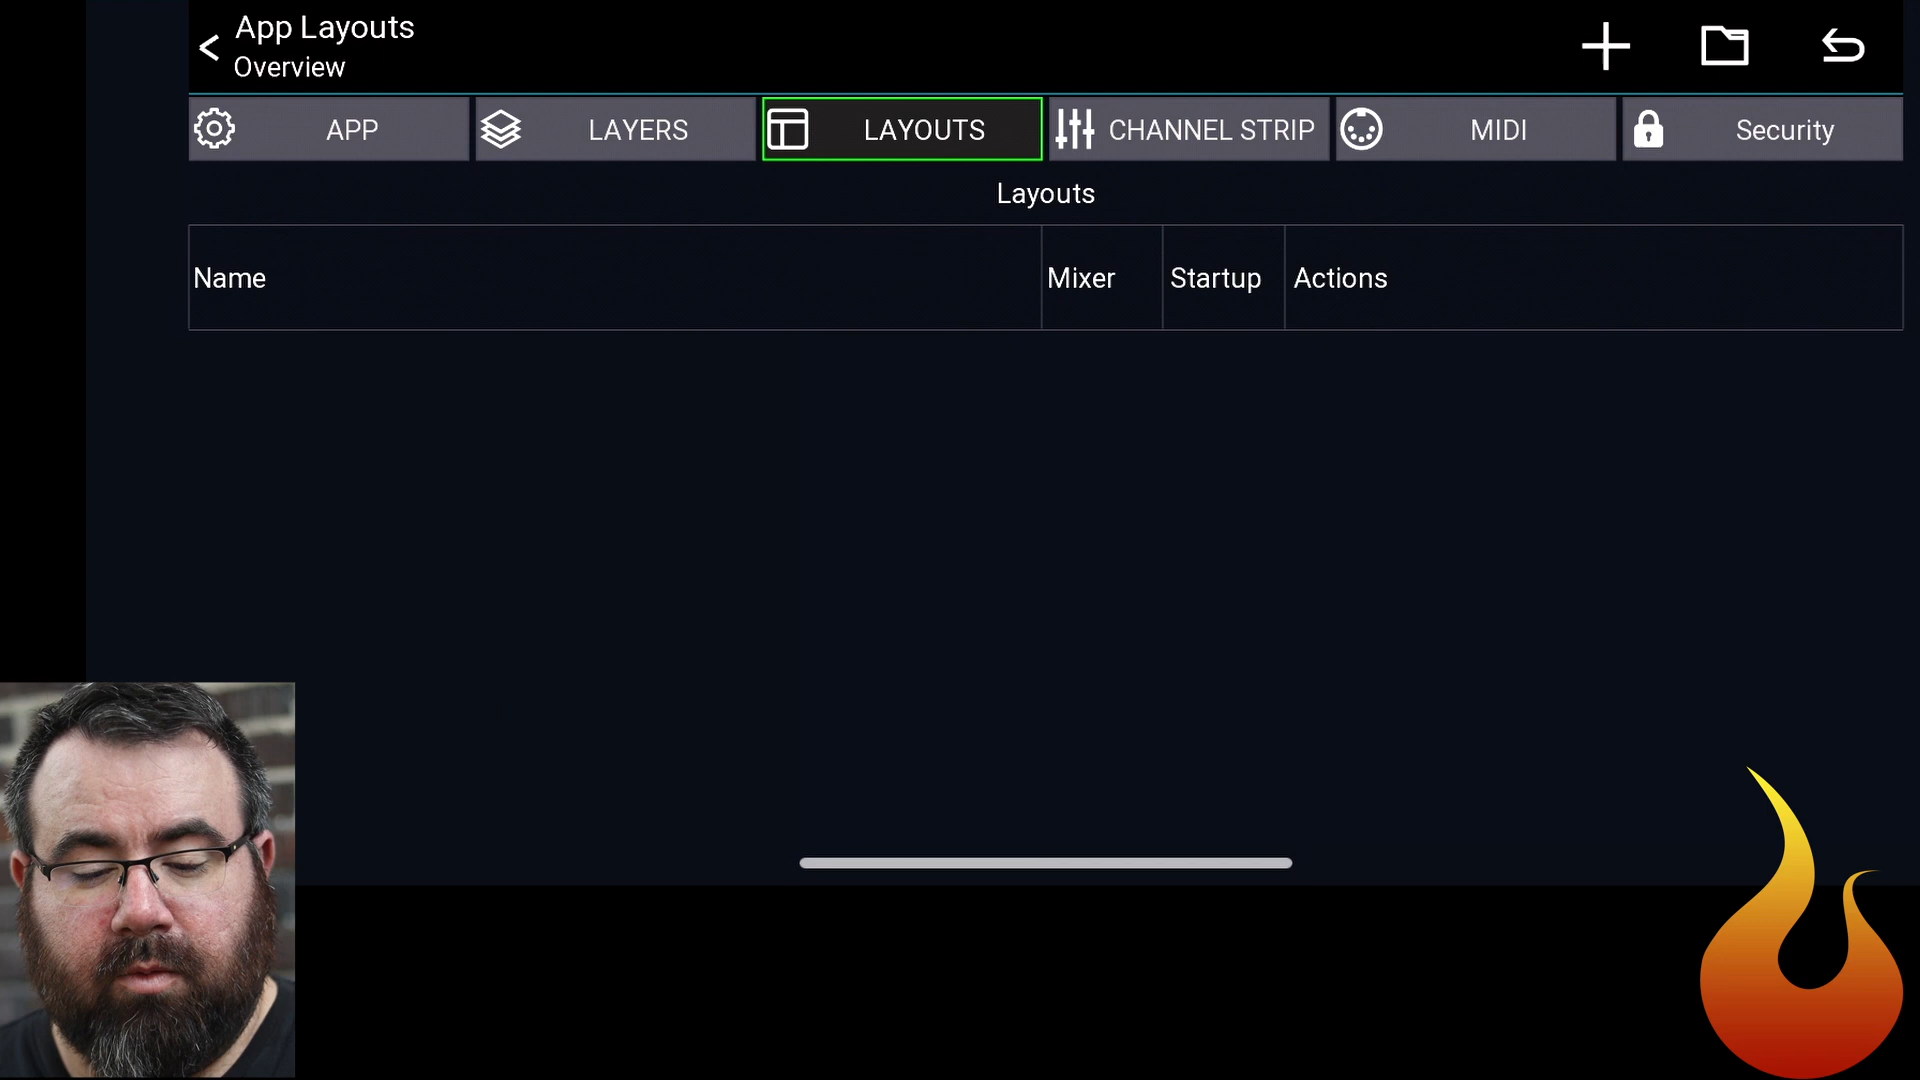 App Layouts
Overview
APP
LAYERS
LAYOUTS
CHANNEL STRIP
MIDI
Security
Layouts
Name
Mixer
Startup
Actions